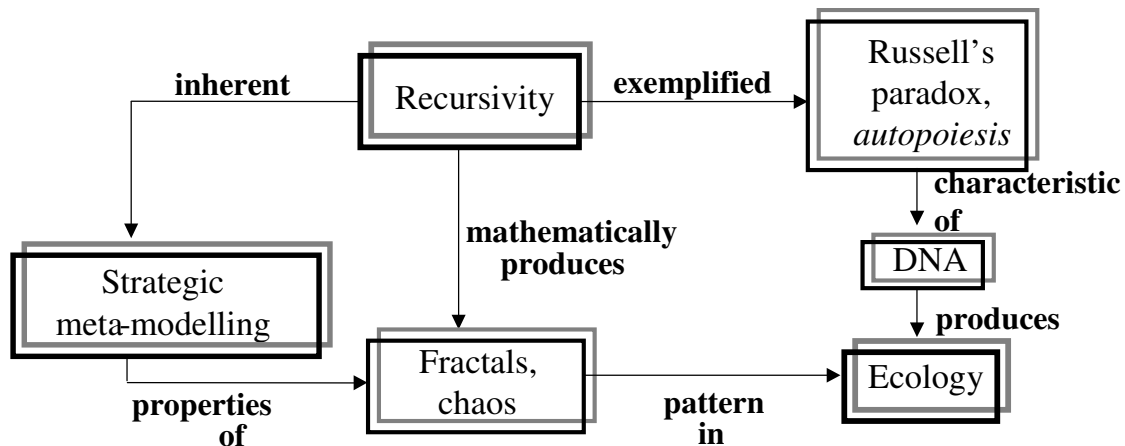 Russell's
paradox,
autopoiesis
inherent
Recursivity
exemplified
characteristic
of
mathematically
produces
DNA
Strategic
meta-modelling
produces
Fractals,
chaos
Ecology
properties
of
pattern
in